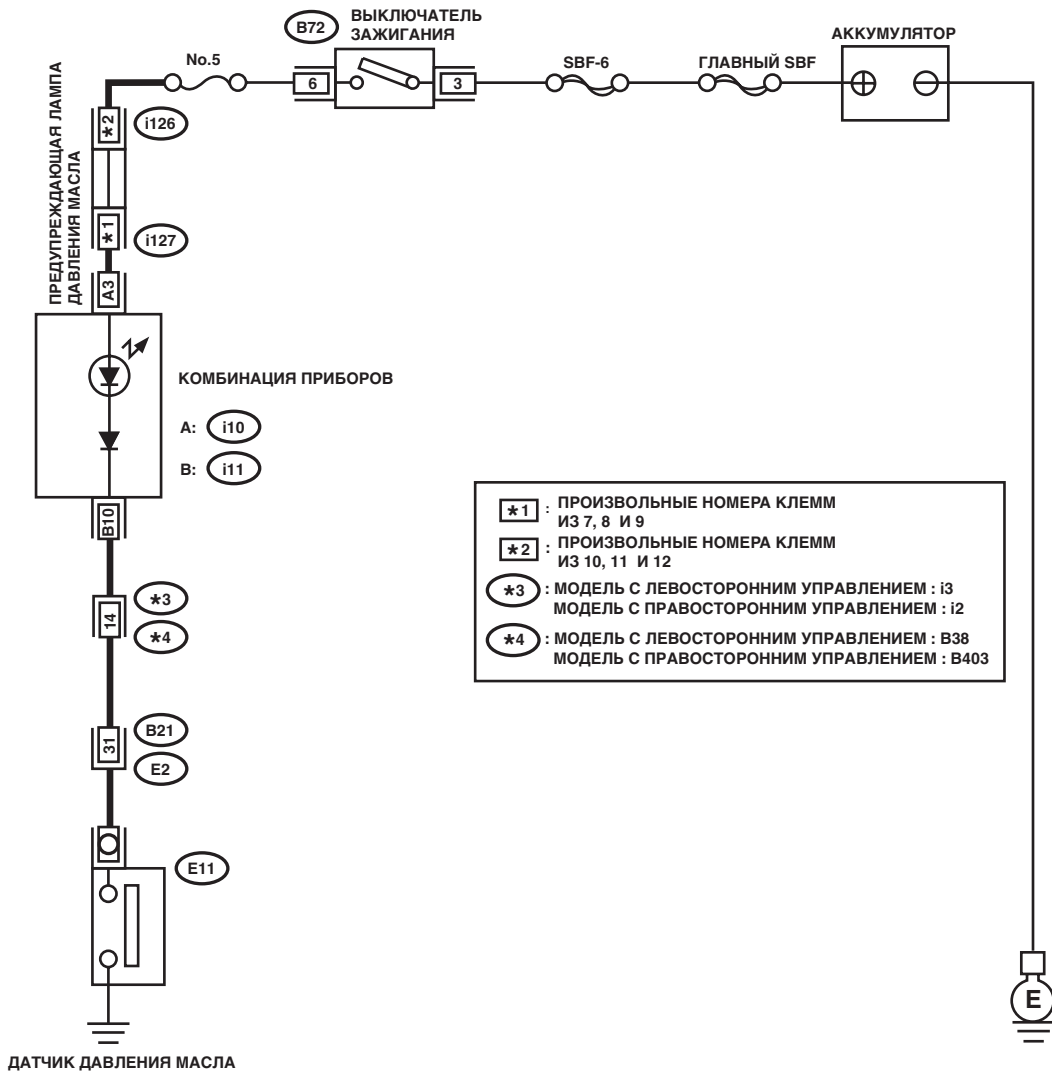 B72
ВЫКЛЮЧАТЕЛЬ
ЗАЖИГАНИЯ
АККУМУЛЯТОР
No.5
6
3
SBF-6
ГЛАВНЫЙ SBF
ПРЕДУПРЕЖДАЮЩАЯ ЛАМПА
ДАВЛЕНИЯ МАСЛА
*2
i126
*1
i127
A3
КОМБИНАЦИЯ ПРИБОРОВ
A: i10
B: i11
B10
14
*3
*4
31
B21
E2
E11
ДАТЧИК ДАВЛЕНИЯ МАСЛА
*1 : ПРОИЗВОЛЬНЫЕ НОМЕРА КЛЕММ
ИЗ 7, 8 И 9
*2 : ПРОИЗВОЛЬНЫЕ НОМЕРА КЛЕММ
ИЗ 10, 11 И 12
*3 : МОДЕЛЬ С ЛЕВОСТОРОННИМ УПРАВЛЕНИЕМ : i3
МОДЕЛЬ С ПРАВОСТОРОННИМ УПРАВЛЕНИЕМ : i2
*4 : МОДЕЛЬ С ЛЕВОСТОРОННИМ УПРАВЛЕНИЕМ : B38
МОДЕЛЬ С ПРАВОСТОРОННИМ УПРАВЛЕНИЕМ : B403
E